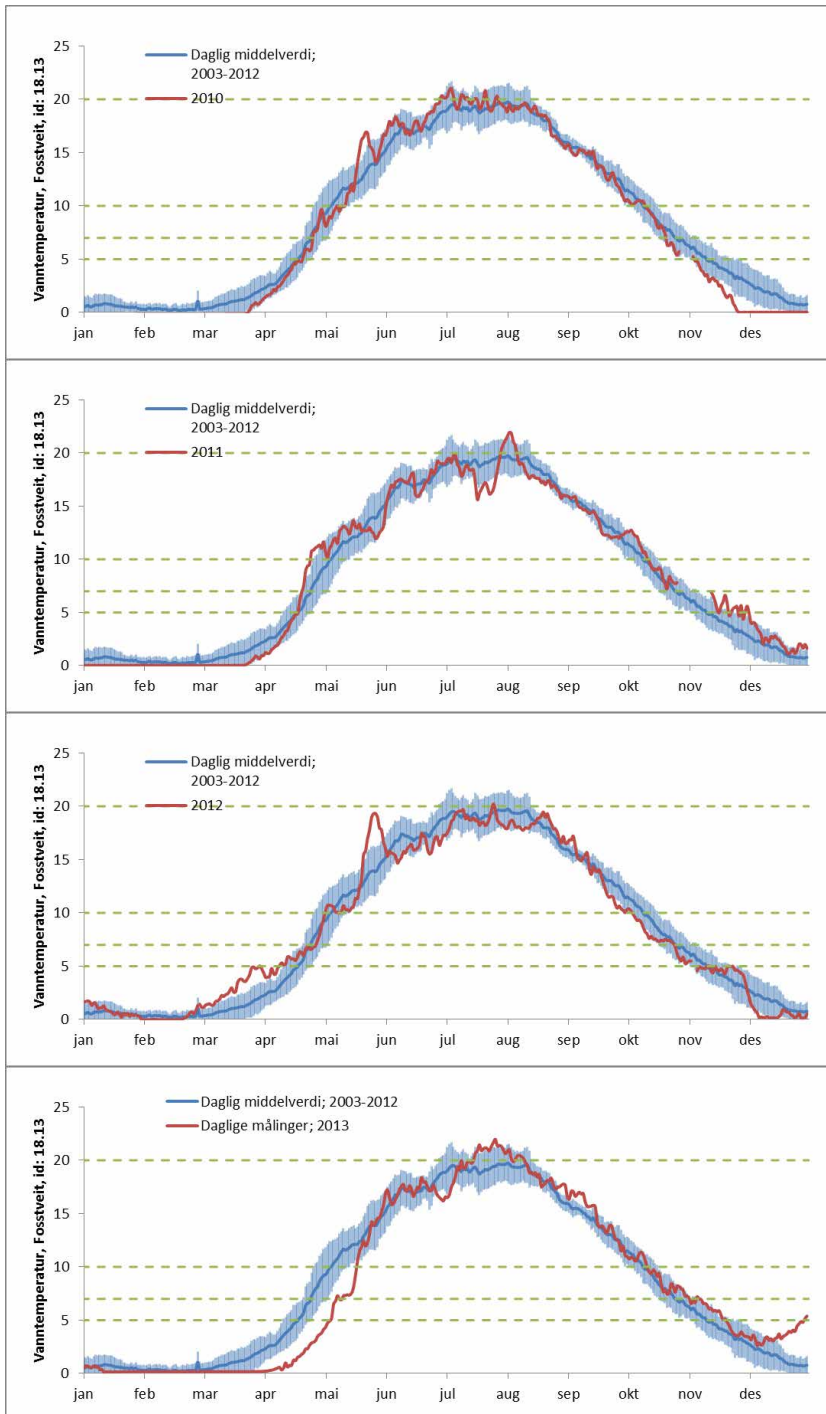 Vanntemperatur, Fosstveit, id: 18.13
25
20
15
10
5
0
Daglig middelverdi;
2003-2012
2010
jan feb mar apr mai jun jul aug sep okt nov des
Vanntemperatur, Fosstveit, id: 18.13
25
20
15
10
5
0
Daglig middelverdi;
2003-2012
2011
jan feb mar apr mai jun jul aug sep okt nov des
Vanntemperatur, Fosstveit, id: 18.13
25
20
15
10
5
0
Daglig middelverdi;
2003-2012
2012
jan feb mar apr mai jun jul aug sep okt nov des
Vanntemperatur, Fosstveit, id: 18.13
25
20
15
10
5
0
Daglig middelverdi; 2003-2012
Daglige målinger; 2013
jan feb mar apr mai jun jul aug sep okt nov des